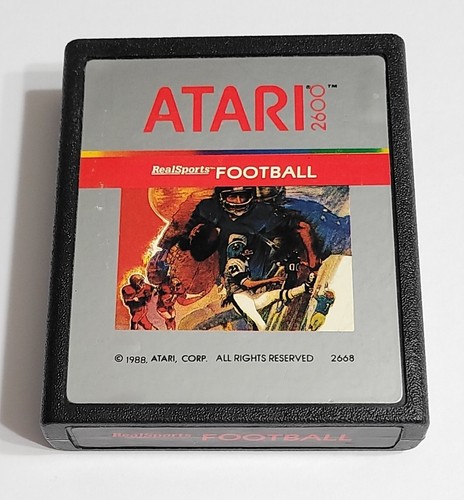 ATARI® 2600™
RealSports™ FOOTBALL
© 1988, ATARI, CORP. ALL RIGHTS RESERVED 2668
RealSports FOOTBALL